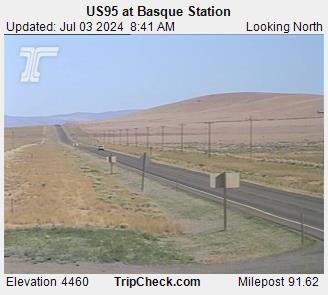 US95 at Basque Station
Updated: Jul 03 2024 8:41 AM Looking North
Elevation 4460 TripCheck.com Milepost 91.62